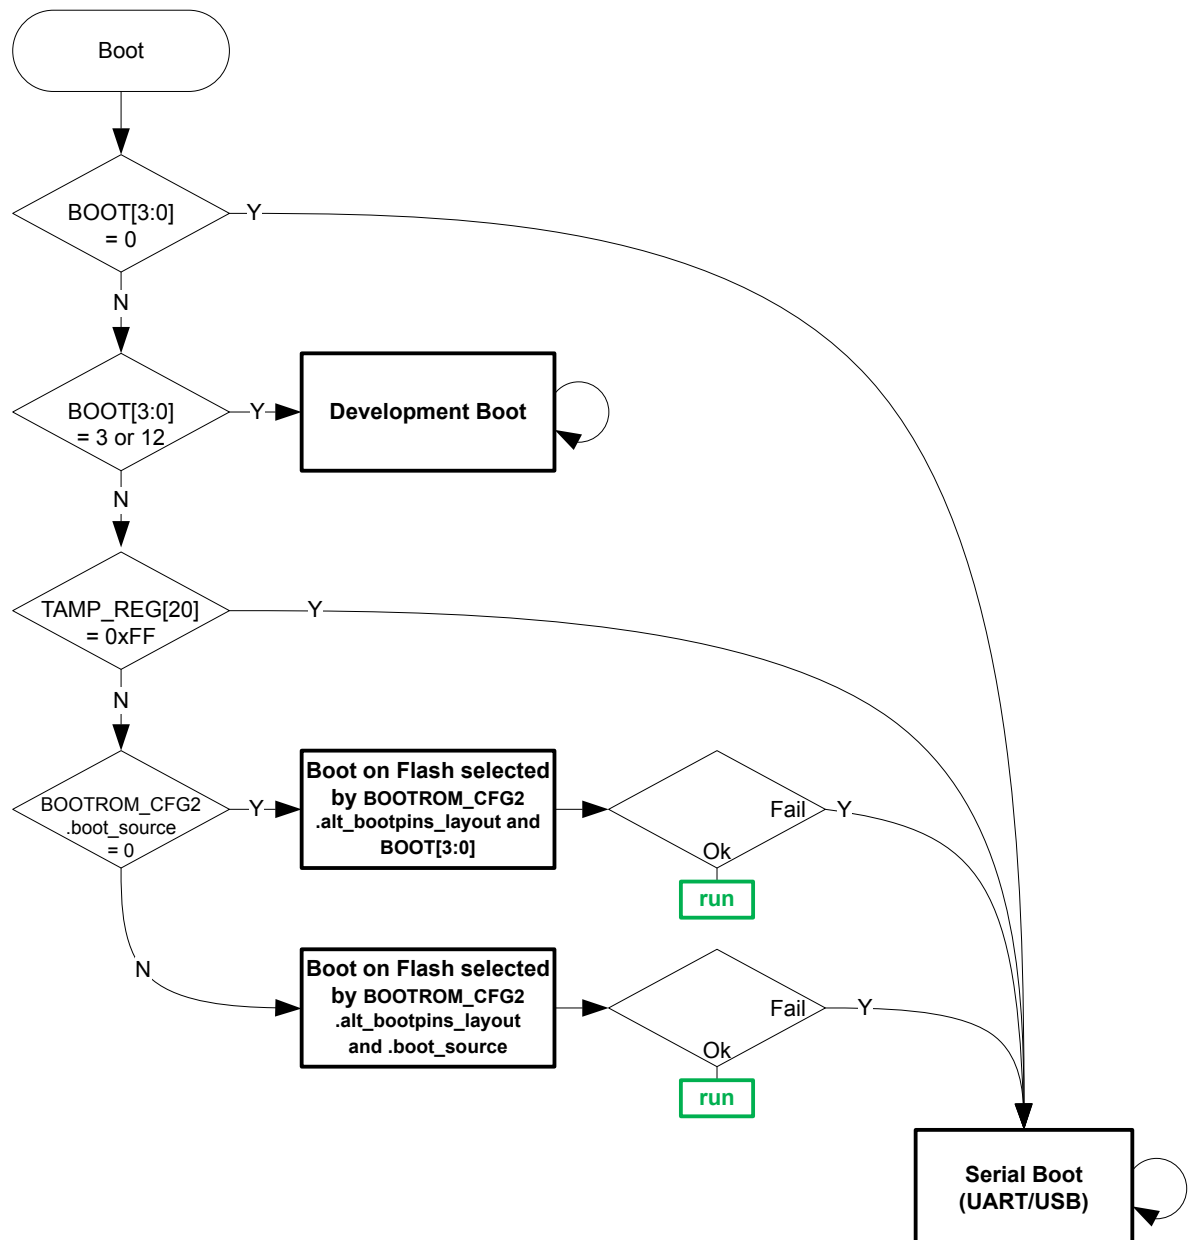 Boot
BOOT[3:0]
= 0
Y
N
BOOT[3:0]
= 3 or 12
Y
Development Boot
N
TAMP_REG[20]
= 0xFF
Y
N
BOOTROM_CFG2
.boot_source
= 0
Y
Boot on Flash selected
by BOOTROM_CFG2
.alt_bootpins_layout and
BOOT[3:0]
Fail
Y
Ok
run
N
Boot on Flash selected
by BOOTROM_CFG2
.alt_bootpins_layout
and .boot_source
Fail
Y
Ok
run
Serial Boot
(UART/USB)